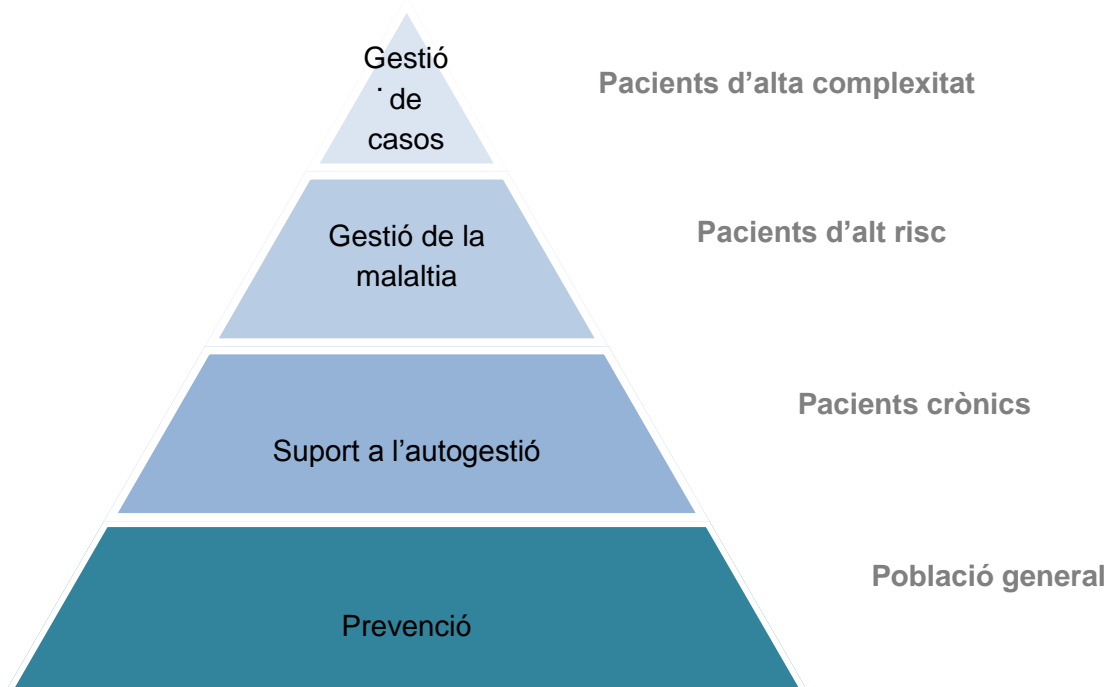 Gestió
de
casos
Pacients d’alta complexitat
Gestió de la
malaltia
Pacients d’alt risc
Suport a l’autogestió
Pacients crònics
Prevenció
Població general